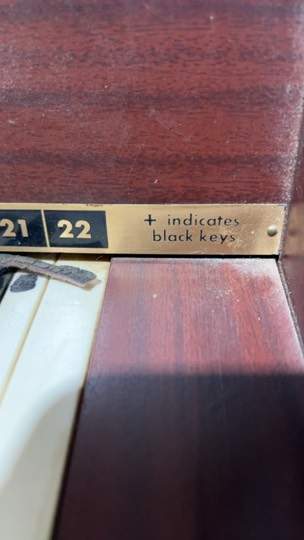 21 22
+ indicates
black keys